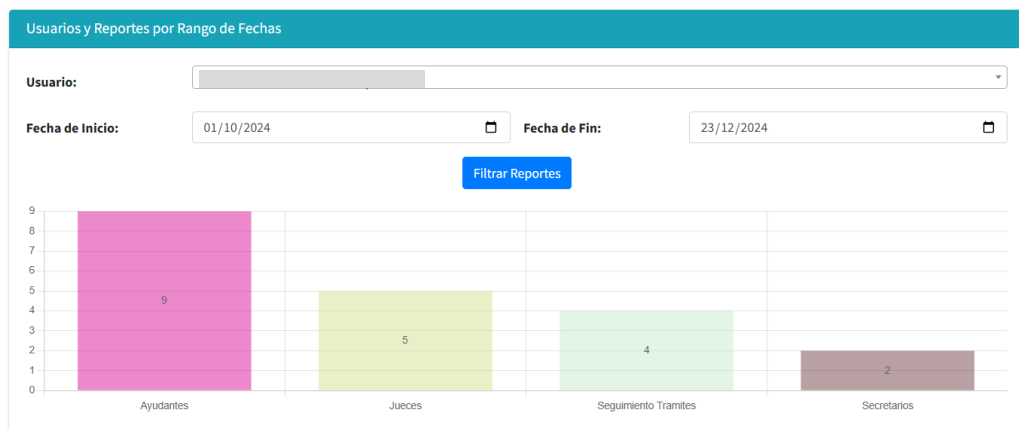 Usuarios y Reportes por Rango de Fechas
Usuario:
Fecha de Inicio: 01/10/2024 Fecha de Fin: 23/12/2024
Filtrar Reportes
9
8
7
6
5
4
3
2
1
0
9
5
4
2
Ayudantes Jueces Seguimiento Tramites Secretarios